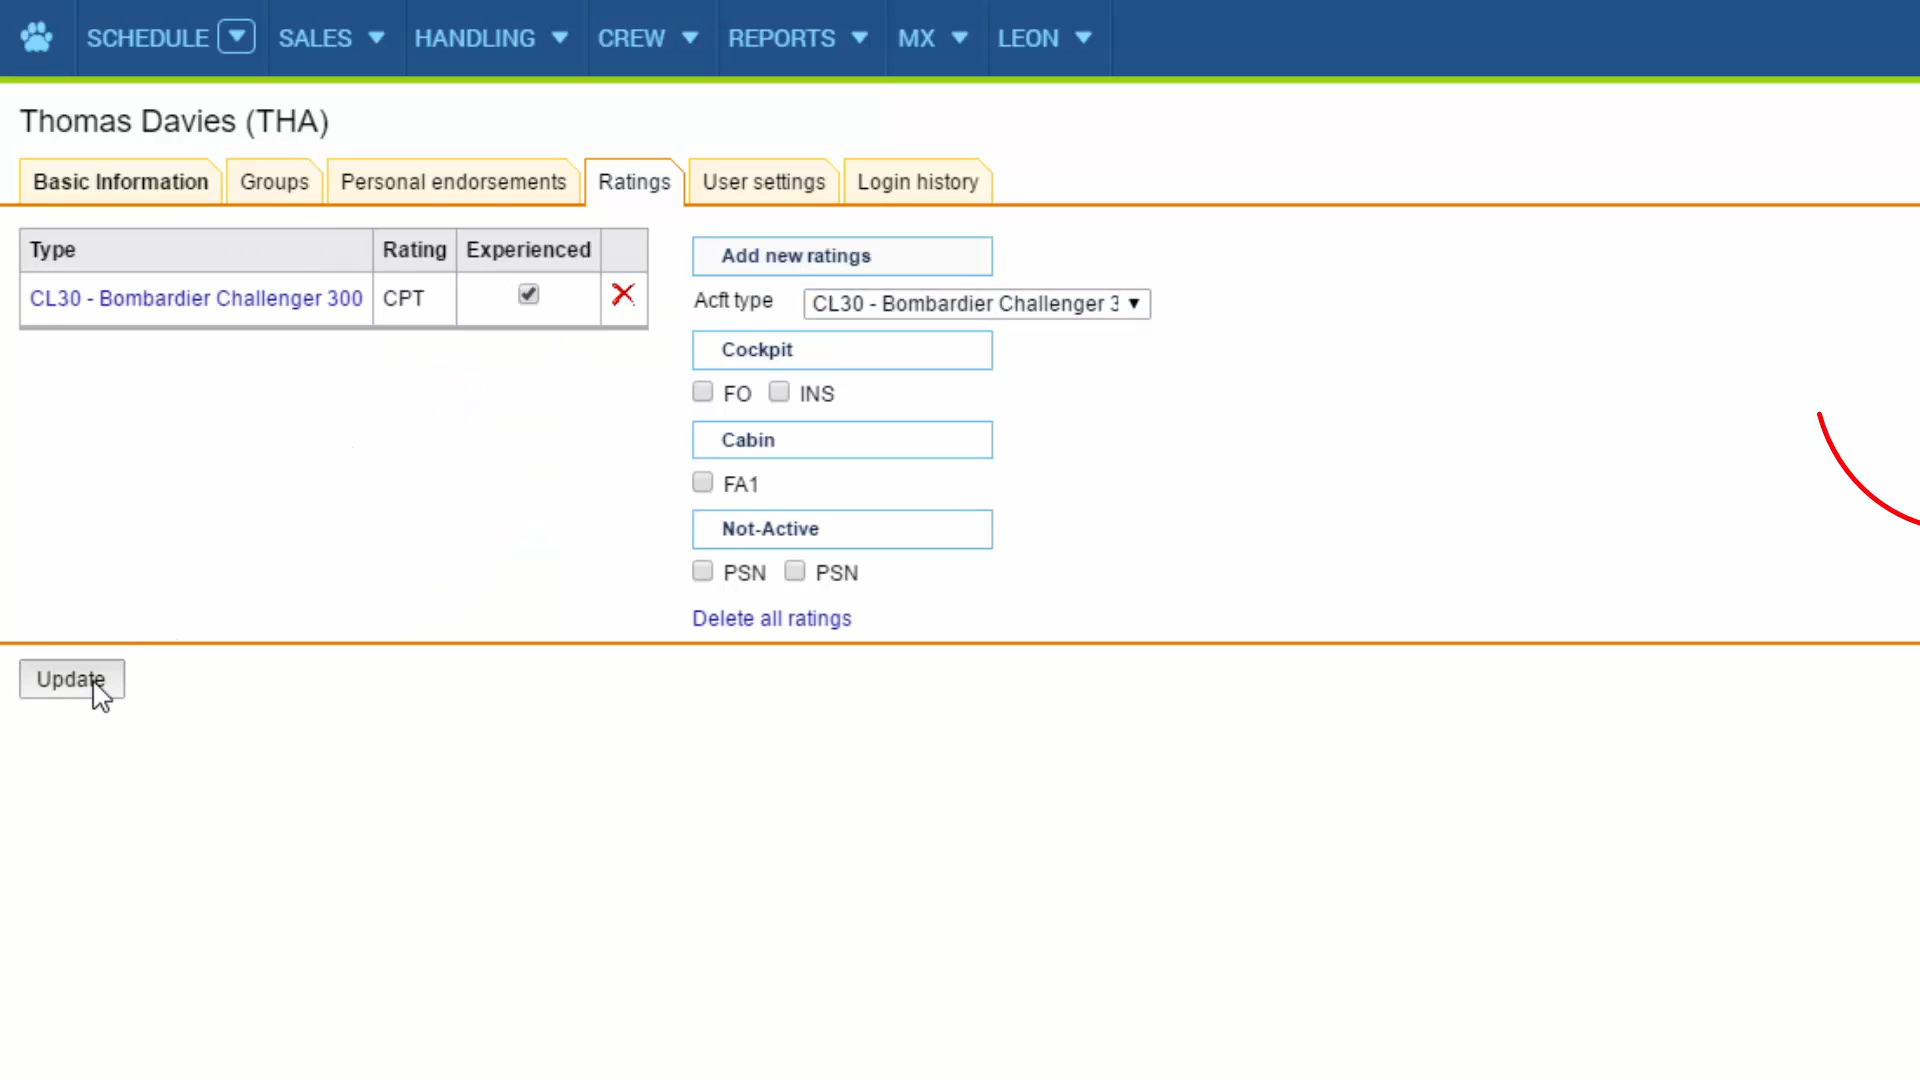 SCHEDULE SALES HANDLING CREW REPORTS MX LEON
Thomas Davies (THA)
Basic Information Groups Personal endorsements Ratings User settings Login history
Type Rating Experienced
CL30 - Bombardier Challenger 300 CPT
Add new ratings
Acft type CL30 - Bombardier Challenger 3
Cockpit
FO INS
Cabin
FA1
Not-Active
PSN PSN
Delete all ratings
Update